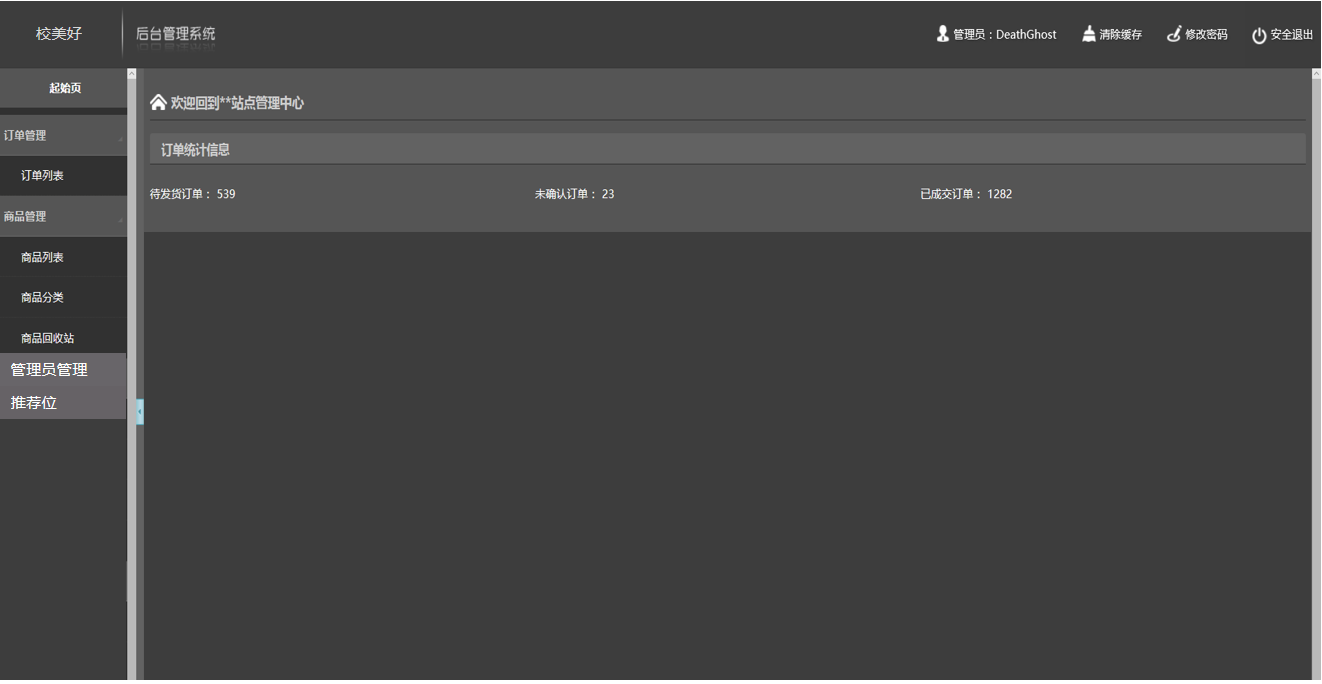 校美好
后台管理系统
管理员：DeathGhost
清除缓存
修改密码
安全退出
起始页
订单管理
订单列表
商品管理
商品列表
商品分类
商品回收站
管理员管理
推荐位
欢迎回到**站点管理中心
订单统计信息
待发货订单： 539
未确认订单： 23
已成交订单： 1282